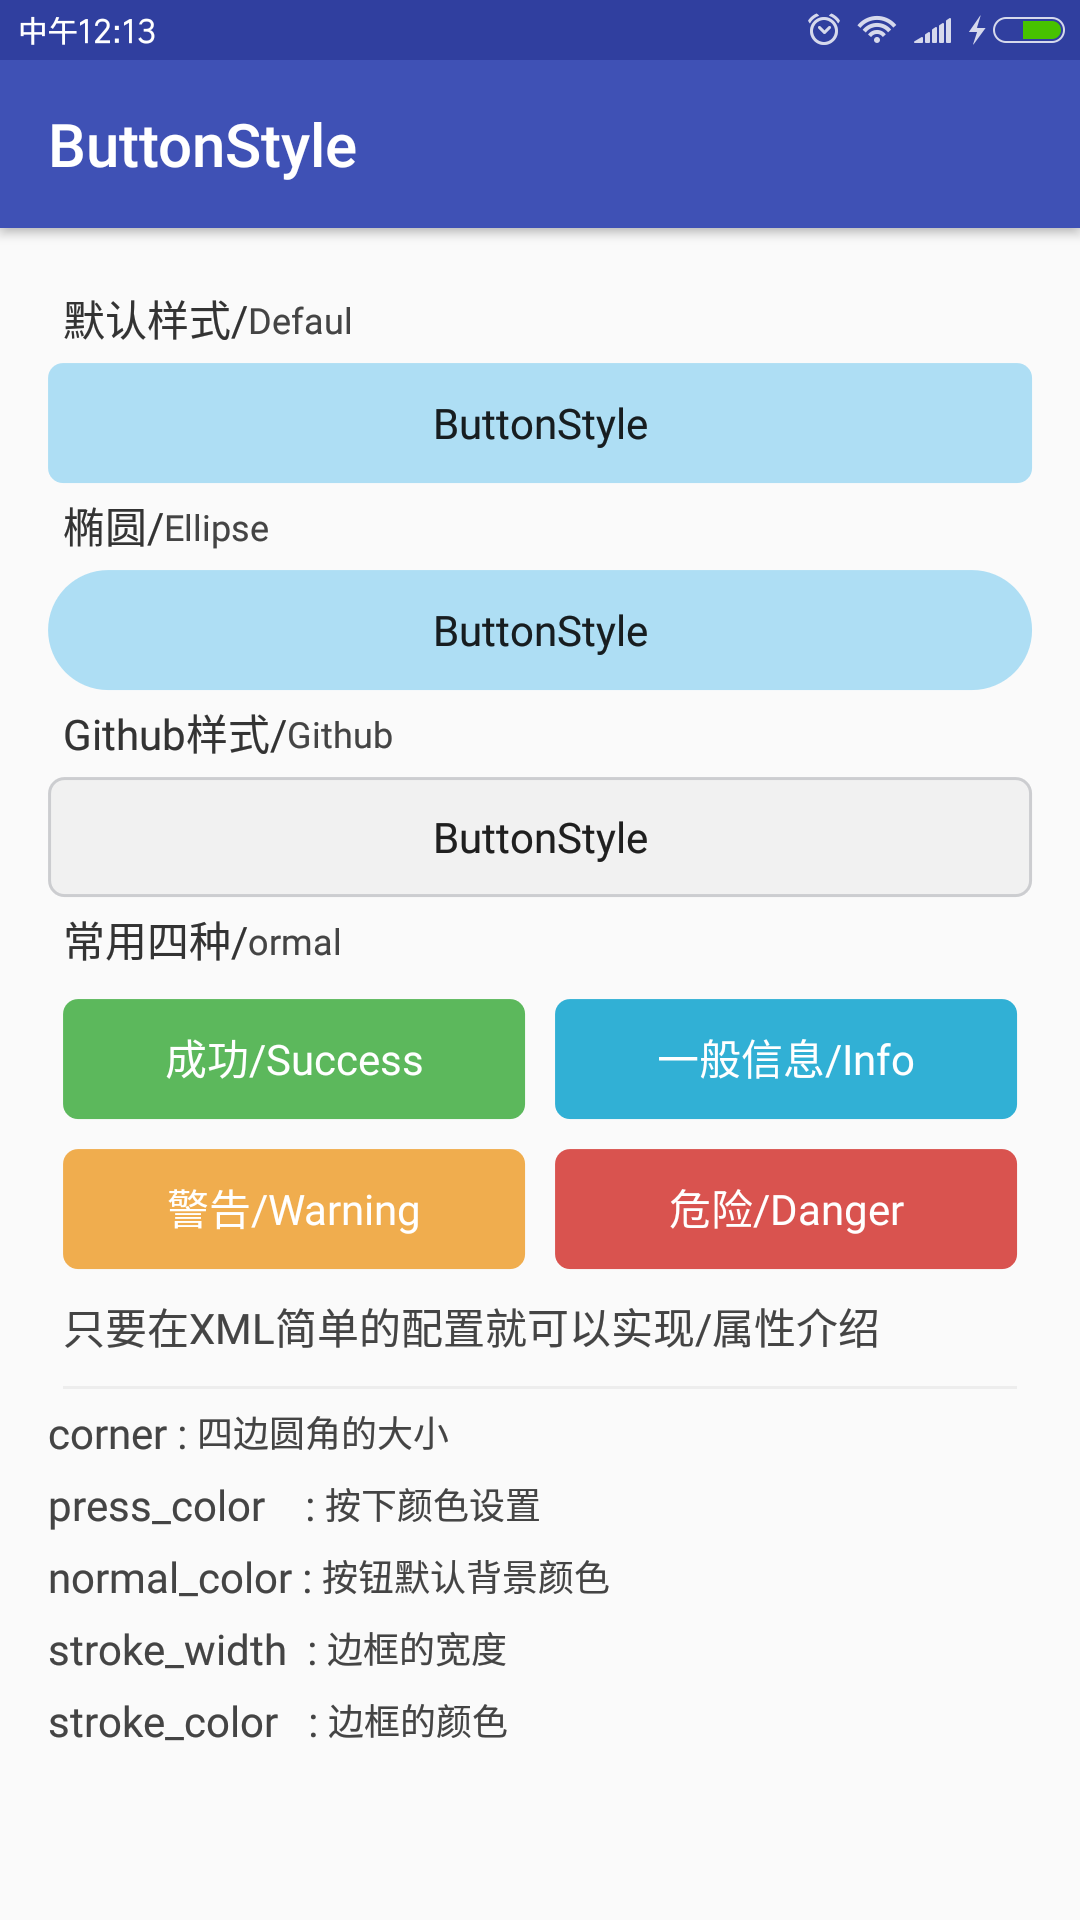 中午12:13
ButtonStyle
默认样式/Defaul
ButtonStyle
椭圆/Ellipse
ButtonStyle
Github样式/Github
ButtonStyle
常用四种/ormal
成功/Success 一般信息/Info
警告/Warning 危险/Danger
只要在XML简单的配置就可以实现/属性介绍
corner : 四边圆角的大小
press_color : 按下颜色设置
normal_color : 按钮默认背景颜色
stroke_width : 边框的宽度
stroke_color : 边框的颜色